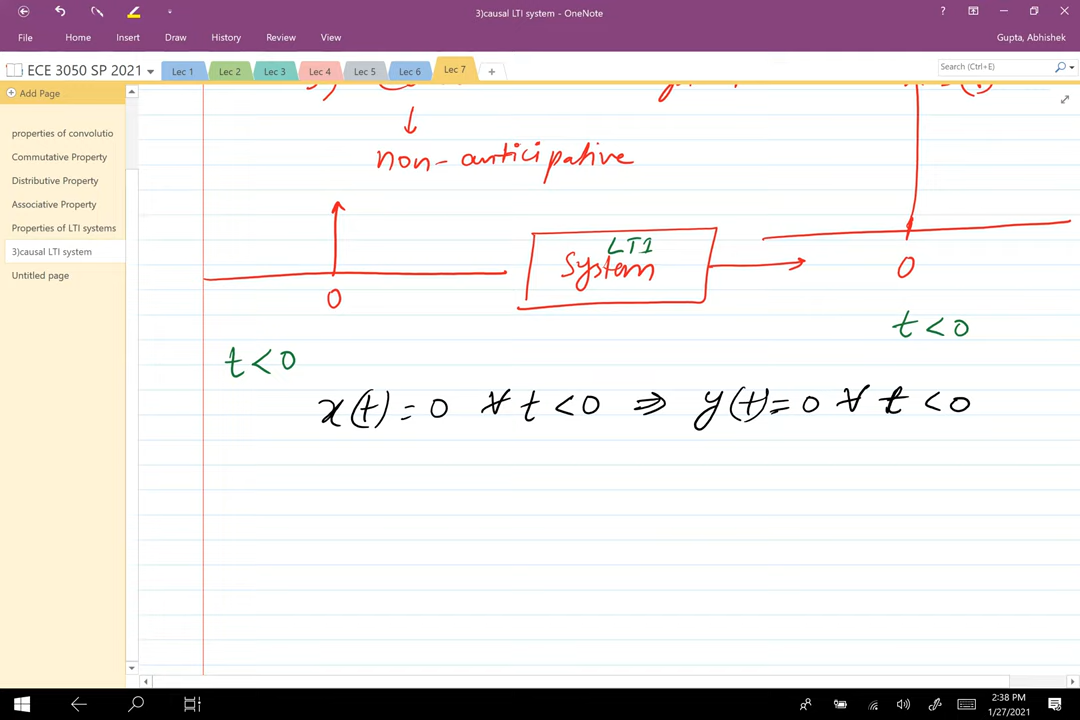 3)causal LTI system - OneNote
?
File Home Insert Draw History Review View
Gupta, Abhishek
ECE 3050 SP 2021
Lec 1 Lec 2 Lec 3 Lec 4 Lec 5 Lec 6 Lec 7
Search (Ctrl+E)
Add Page
properties of convolutio
Commutative Property
Distributive Property
Associative Property
Properties of LTI systems
3)causal LTI system
Untitled page
non-anticipative
LTI
System
0
0
t<0
t<0
x(t)=0 ∀ t<0 ⇒ y(t)=0 ∀ t<0
2:38 PM
1/27/2021